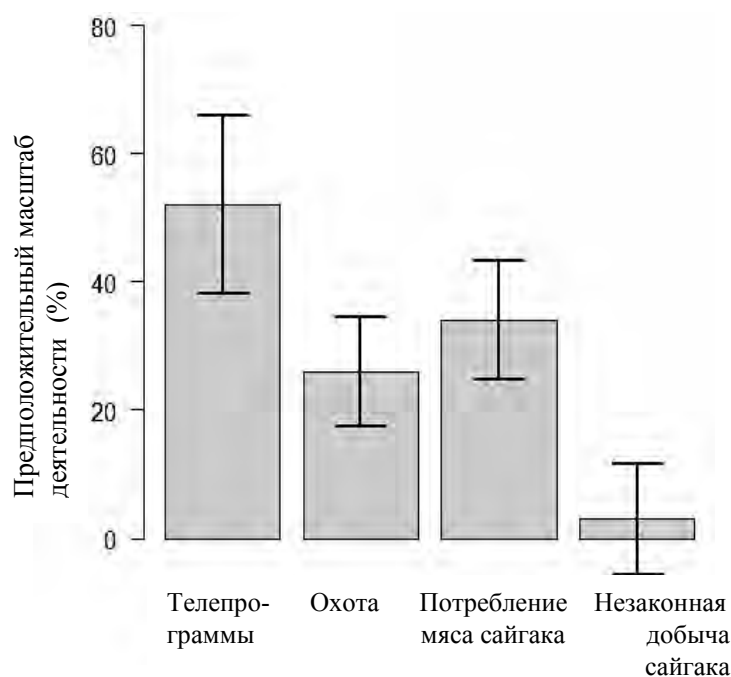 80
60
40
20
0
Предположительный масштаб
деятельности (%)
Телепро-
граммы
Охота
Потребление
мяса сайгака
Незаконная
добыча
сайгака